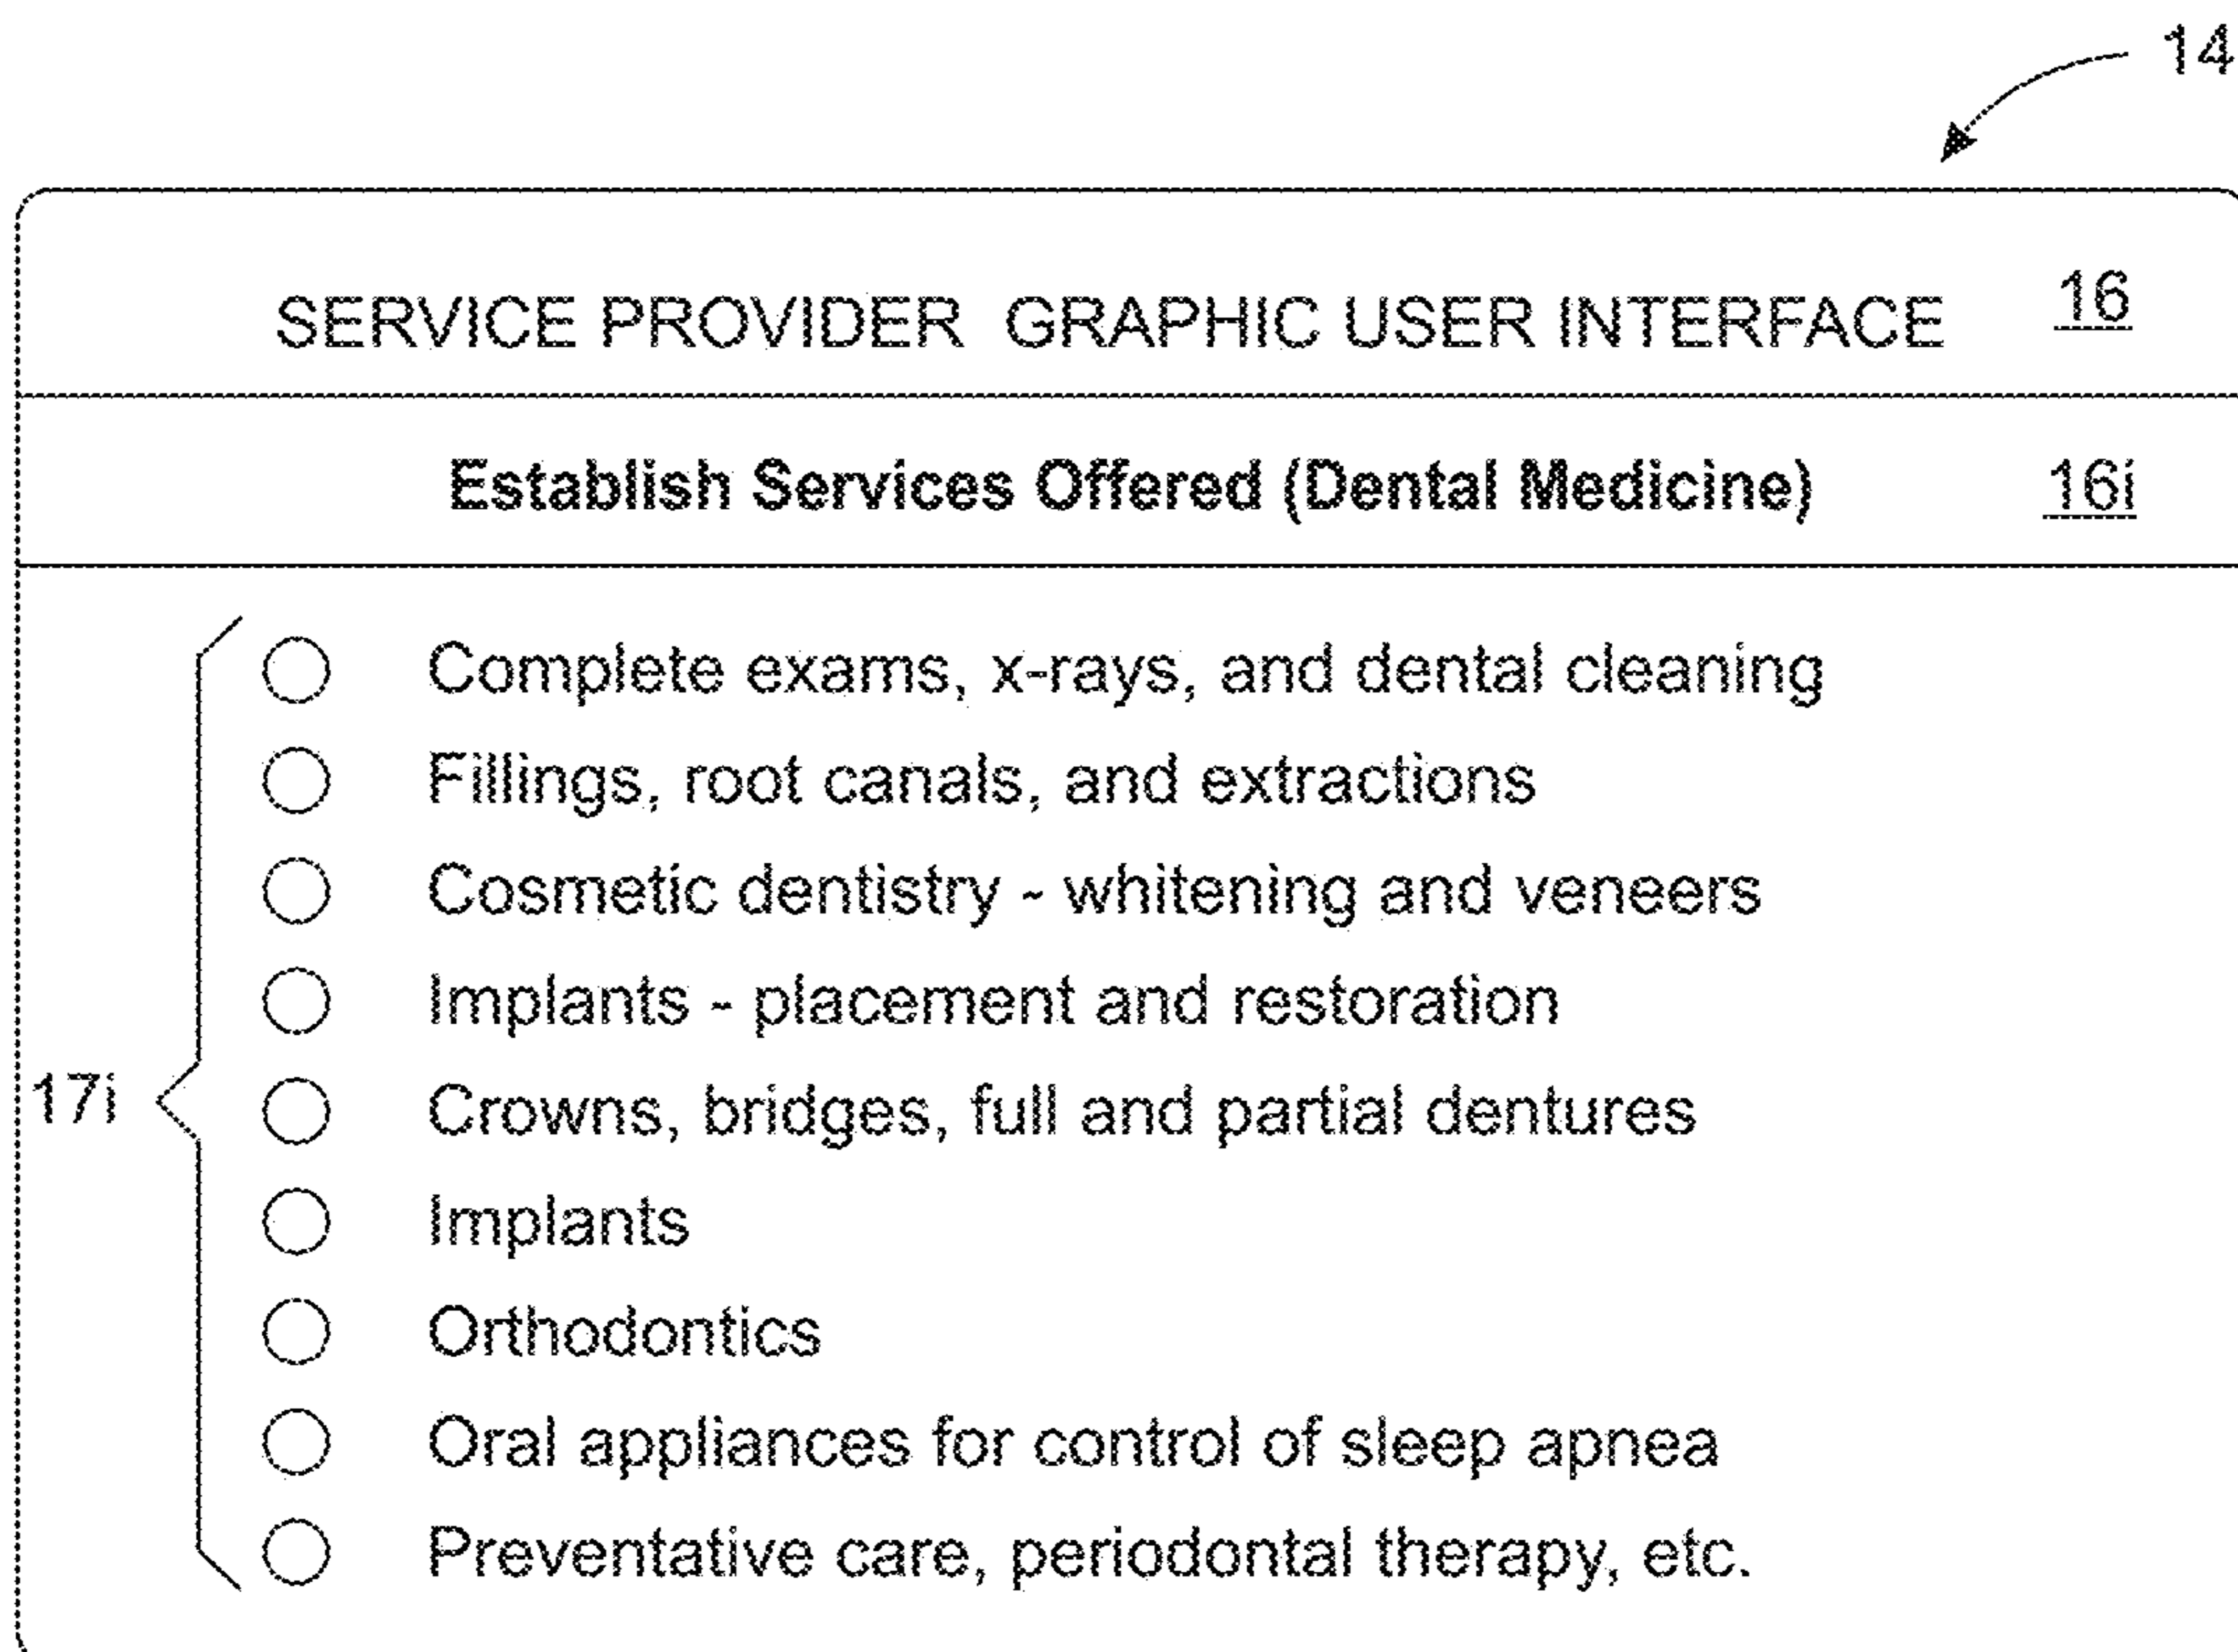 14
SERVICE PROVIDER GRAPHIC USER INTERFACE 16
Establish Services Offered (Dental Medicine) 16i
Complete exams, x-rays, and dental cleaning
Fillings, root canals, and extractions
Cosmetic dentistry - whitening and veneers
Implants - placement and restoration
17i Crowns, bridges, full and partial dentures
Implants
Orthodontics
Oral appliances for control of sleep apnea
Preventative care, periodontal therapy, etc.